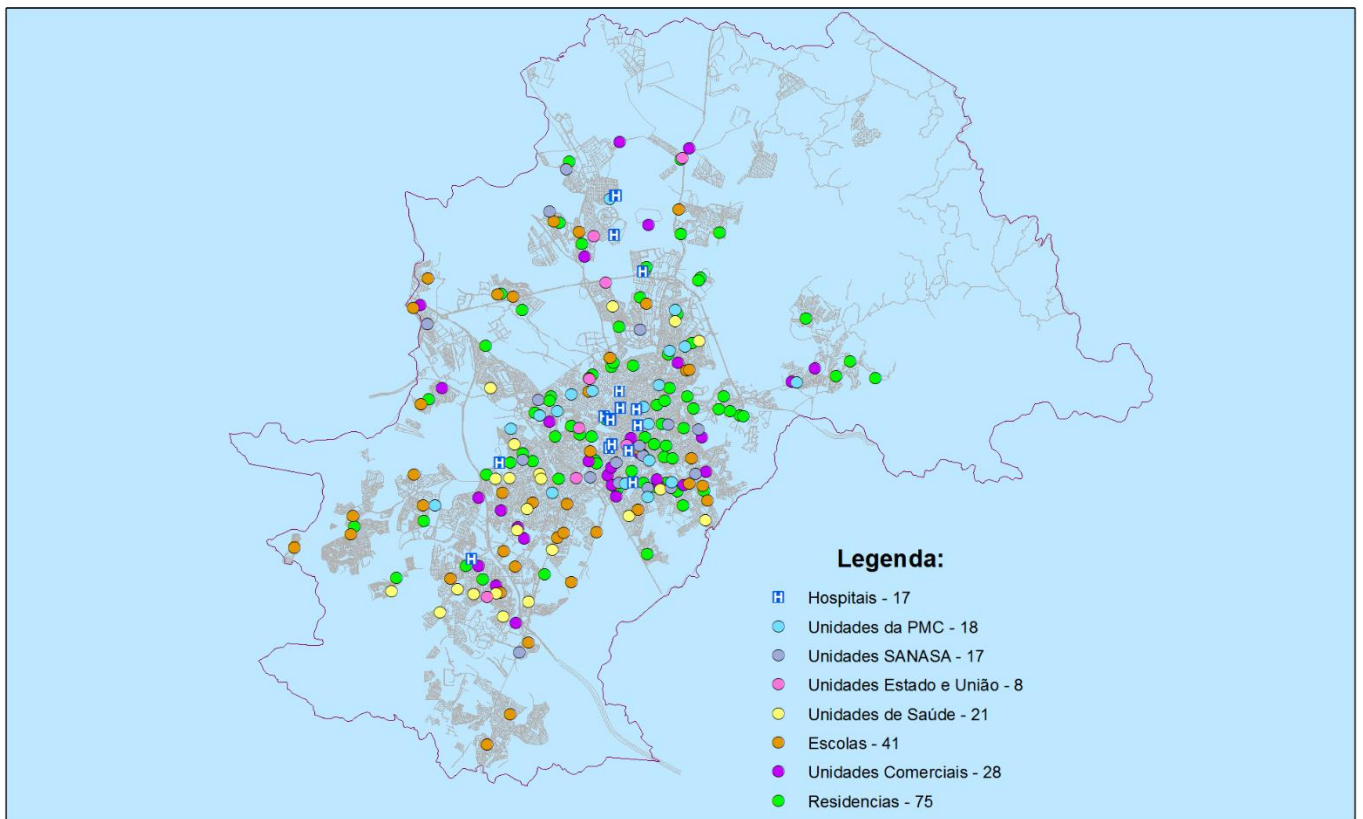 Legenda:
H Hospitais - 17
Unidades da PMC - 18
Unidades SANASA - 17
Unidades Estado e União - 8
Unidades de Saúde - 21
Escolas - 41
Unidades Comerciais - 28
Residencias - 75